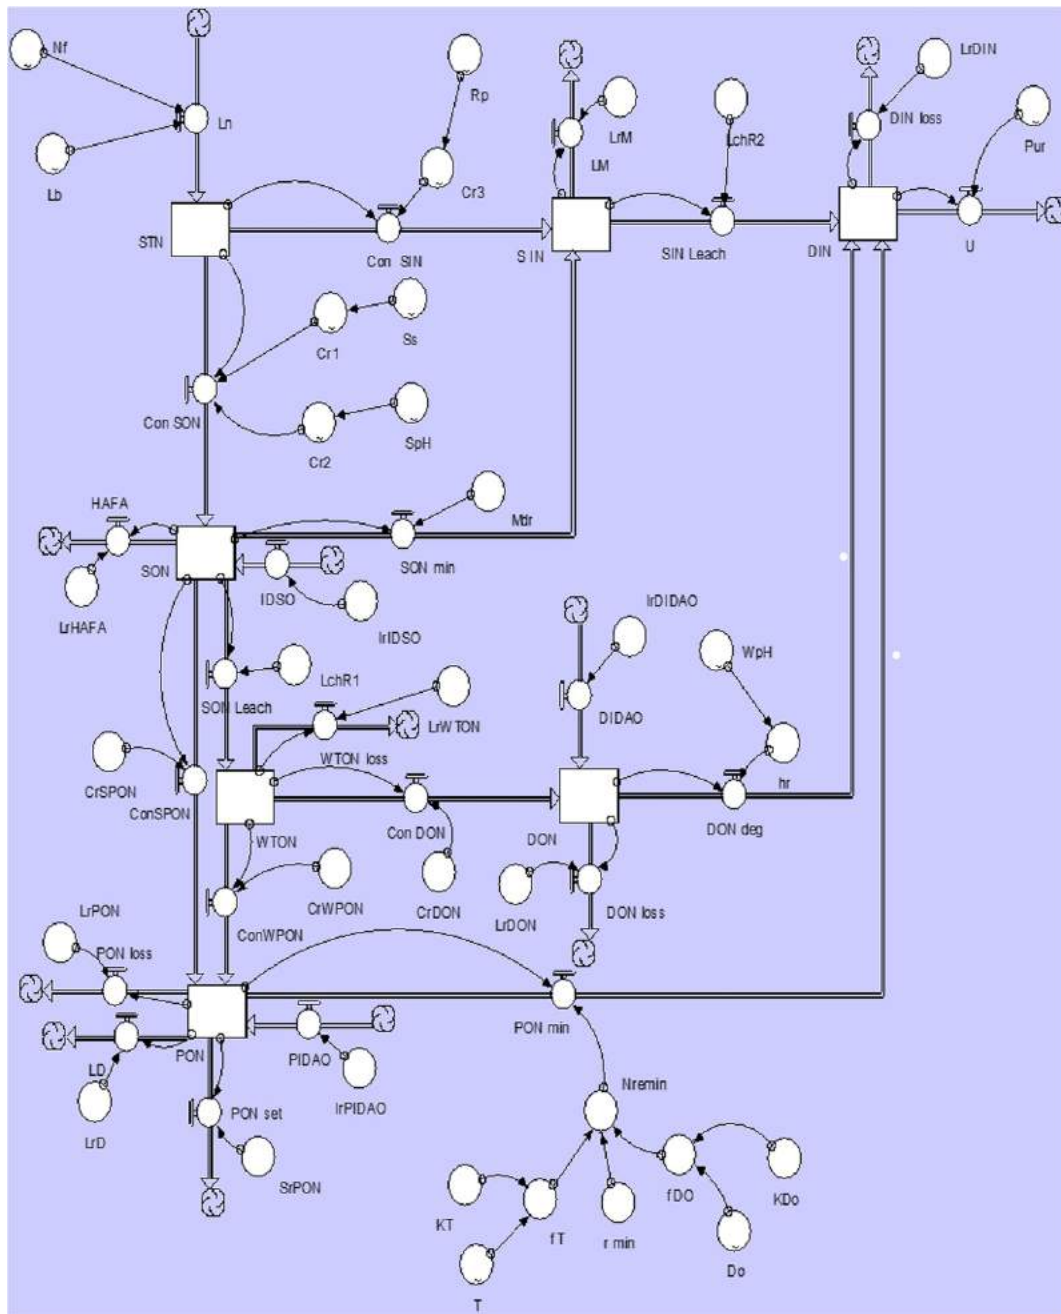 Nf
Ln
Lb
Rp
Cr3
LrM
LM
LchR2
LrDIN
DIN loss
Pur
STN
Con SIN
S IN
SIN Leach
DIN
U
Cr1
Ss
Con SON
Cr2
SpH
HAFA
SON
IDSO
SON min
Mdr
LrHAFA
IrIDSO
IrDIDAO
WpH
SON Leach
LchR1
LrWTON
DIDAO
WTON loss
CrSPON
ConSPON
hr
WTON
Con DON
DON
DON deg
CrWPON
CrDON
LrDON
DON loss
ConWPON
LrPON
PON loss
PON min
LD
PON
PIDAO
LrD
PON set
IrPIDAO
Nremin
SrPON
KT
fT
r min
fDO
KDo
T
Do